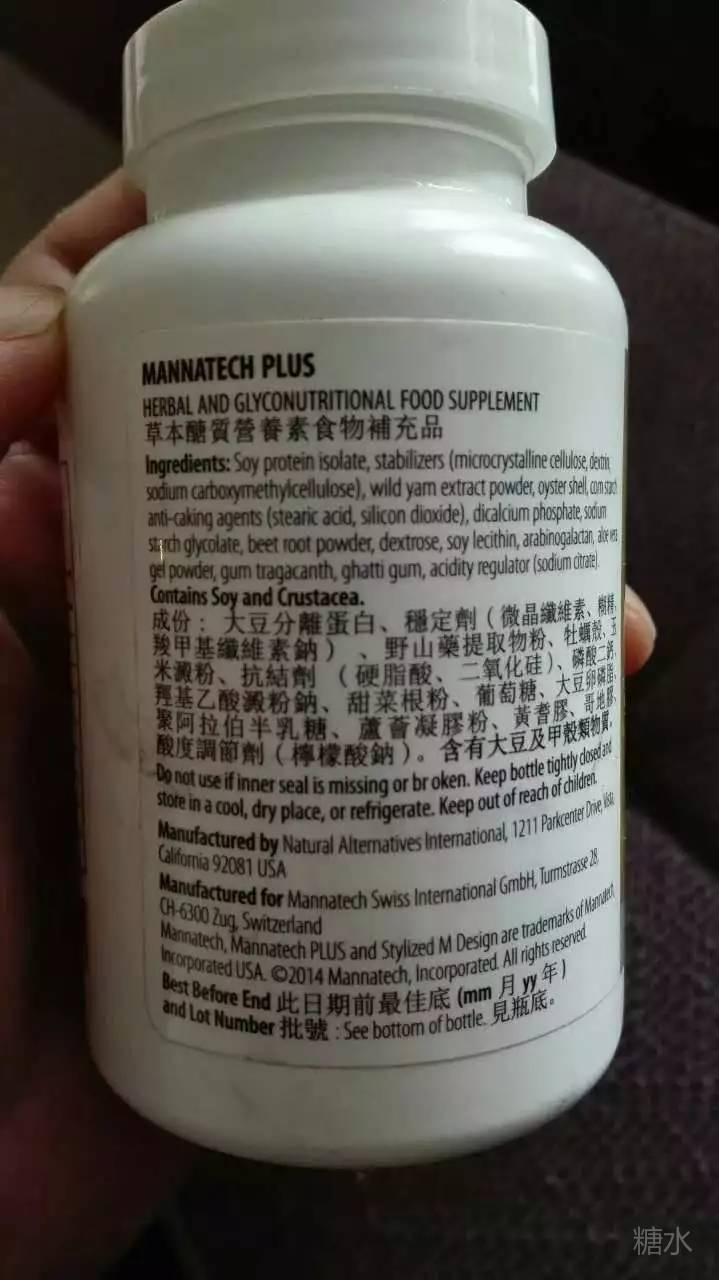 MANNATECH PLUS
HERBAL AND GLYCONUTRITIONAL FOOD SUPPLEMENT
草本醣質營養素食物補充品
Ingredients: Soy protein isolate, stabilizers (microcrystalline cellulose, dextrin,
sodium carboxymethylcellulose), wild yam extract powder, oyster shell, corn starch
anti-caking agents (stearic acid, silicon dioxide), dicalcium phosphate, sodium
starch glycolate, beet root powder, dextrose, soy lecithin, arabinogalactan, aloe vera
gel powder, gum tragacanth, ghatti gum, acidity regulator (sodium citrate).
Contains Soy and Crustacea.
成份：大豆分離蛋白、穩定劑（微晶纖維素、糊精、
羧甲基纖維素鈉）、野山藥提取物粉、牡蠣殼、玉
米澱粉、抗結劑（硬脂酸、二氧化硅）、磷酸二鈣、
羥基乙酸澱粉鈉、甜菜根粉、葡萄糖、大豆卵磷脂、
聚阿拉伯半乳糖、蘆薈凝膠粉、黃耆膠、哥地膠、
酸度調節劑（檸檬酸鈉）。含有大豆及甲殼類物質。
Do not use if inner seal is missing or br oken. Keep bottle tightly closed and
store in a cool, dry place, or refrigerate. Keep out of reach of children.
Manufactured by Natural Alternatives International, 1211 Parkcenter Drive, Vista,
California 92081 USA
Manufactured for Mannatech Swiss International GmbH, Turmstrasse 28,
CH-6300 Zug, Switzerland
Mannatech, Mannatech PLUS and Stylized M Design are trademarks of Mannatech,
Incorporated USA. ©2014 Mannatech, Incorporated. All rights reserved.
Best Before End 此日期前最佳底 (mm 月 yy 年)
and Lot Number 批號 : See bottom of bottle. 見瓶底。
糖水